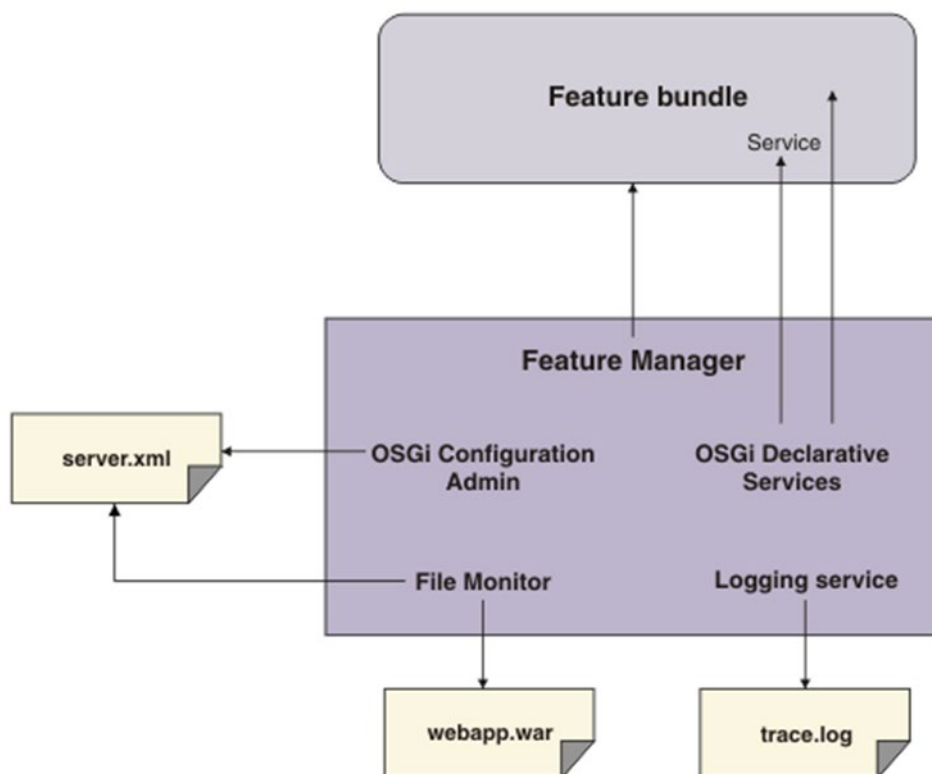 Feature bundle
Service
Feature Manager
server.xml
OSGi Configuration
Admin
OSGi Declarative
Services
File Monitor
Logging service
webapp.war
trace.log